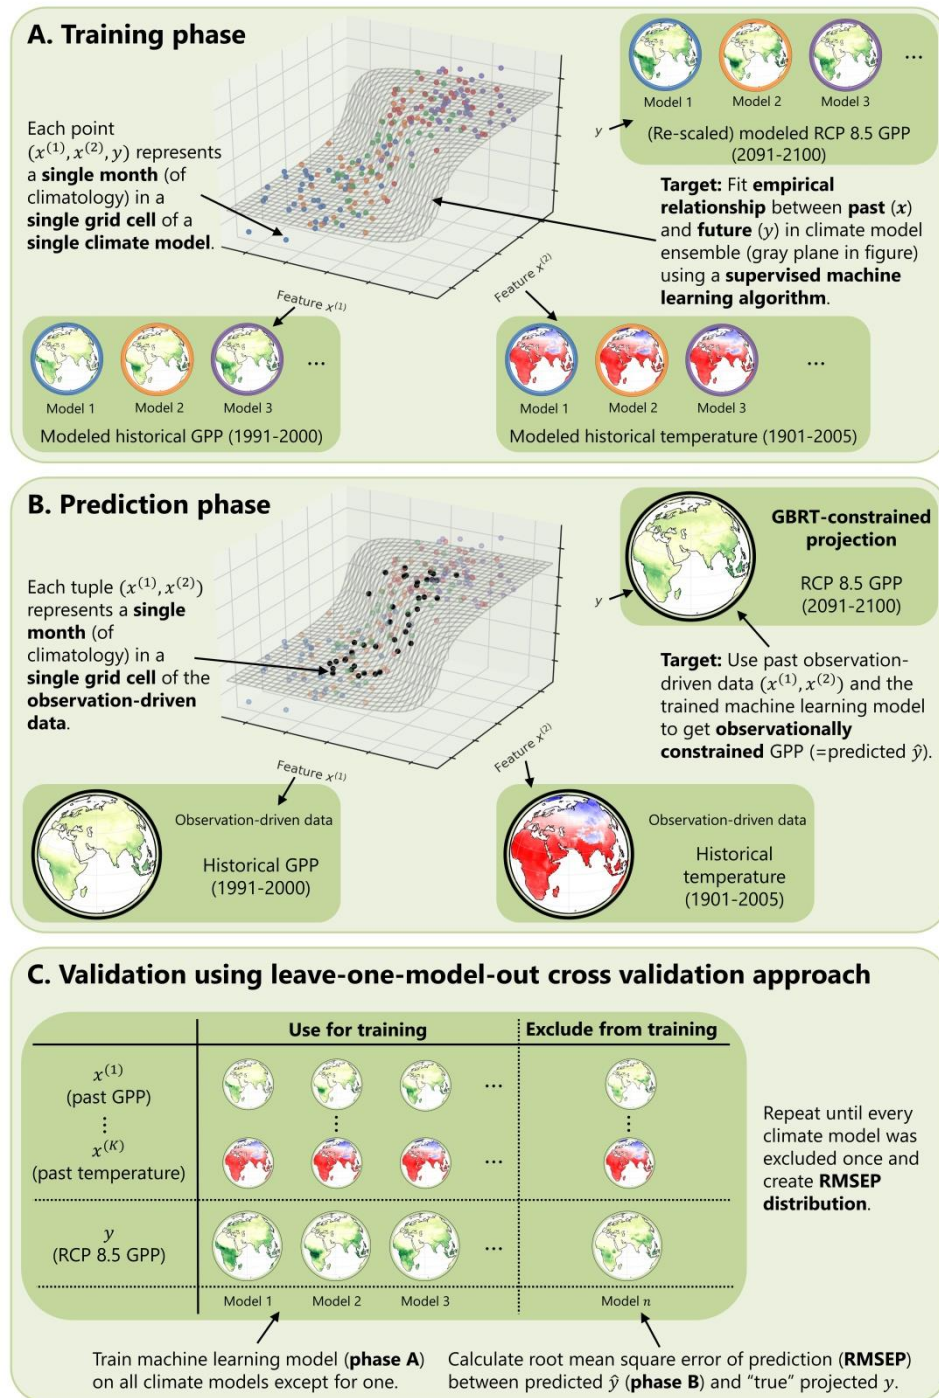 A. Training phase
Model 1
Model 2
Model 3
...
y
(Re-scaled) modeled RCP 8.5 GPP
(2091-2100)
Each point
(x⁽¹⁾, x⁽²⁾, y) represents
a single month (of
climatology) in a
single grid cell of a
single climate model.
Target: Fit empirical
relationship between past (x)
and future (y) in climate model
ensemble (gray plane in figure)
using a supervised machine
learning algorithm.
Feature x⁽¹⁾
Feature x⁽²⁾
Model 1
Model 2
Model 3
...
Modeled historical GPP (1991-2000)
Model 1
Model 2
Model 3
...
Modeled historical temperature (1901-2005)
B. Prediction phase
GBRT-constrained
projection
RCP 8.5 GPP
(2091-2100)
y
Each tuple (x⁽¹⁾, x⁽²⁾)
represents a single
month (of
climatology) in a
single grid cell of the
observation-driven
data.
Target: Use past observation-
driven data (x⁽¹⁾, x⁽²⁾) and the
trained machine learning model
to get observationally
constrained GPP (=predicted ŷ).
Feature x⁽¹⁾
Feature x⁽²⁾
Observation-driven data
Historical GPP
(1991-2000)
Observation-driven data
Historical
temperature
(1901-2005)
C. Validation using leave-one-model-out cross validation approach
Use for training
Exclude from training
x⁽¹⁾
(past GPP)
...
⋮
x⁽ᴷ⁾
(past temperature)
⋮
⋮
...
y
(RCP 8.5 GPP)
...
Model 1
Model 2
Model 3
Model n
Repeat until every
climate model was
excluded once and
create RMSEP
distribution.
Train machine learning model (phase A)
on all climate models except for one.
Calculate root mean square error of prediction (RMSEP)
between predicted ŷ (phase B) and “true” projected y.